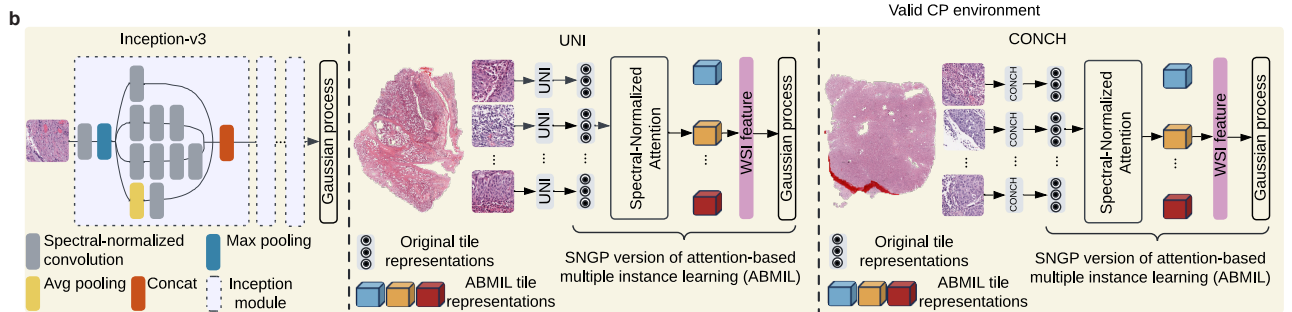 Valid CP environment
b
Inception-v3
Gaussian process
Spectral-normalized
convolution
Max pooling
Avg pooling
Concat
Inception
module
UNI
UNI
UNI
...
UNI
...
Spectral-Normalized
Attention
...
WSI feature
Gaussian process
Original tile
representations
SNGP version of attention-based
multiple instance learning (ABMIL)
ABMIL tile
representations
CONCH
CONCH
CONCH
...
CONCH
...
Spectral-Normalized
Attention
...
WSI feature
Gaussian process
Original tile
representations
SNGP version of attention-based
multiple instance learning (ABMIL)
ABMIL tile
representations